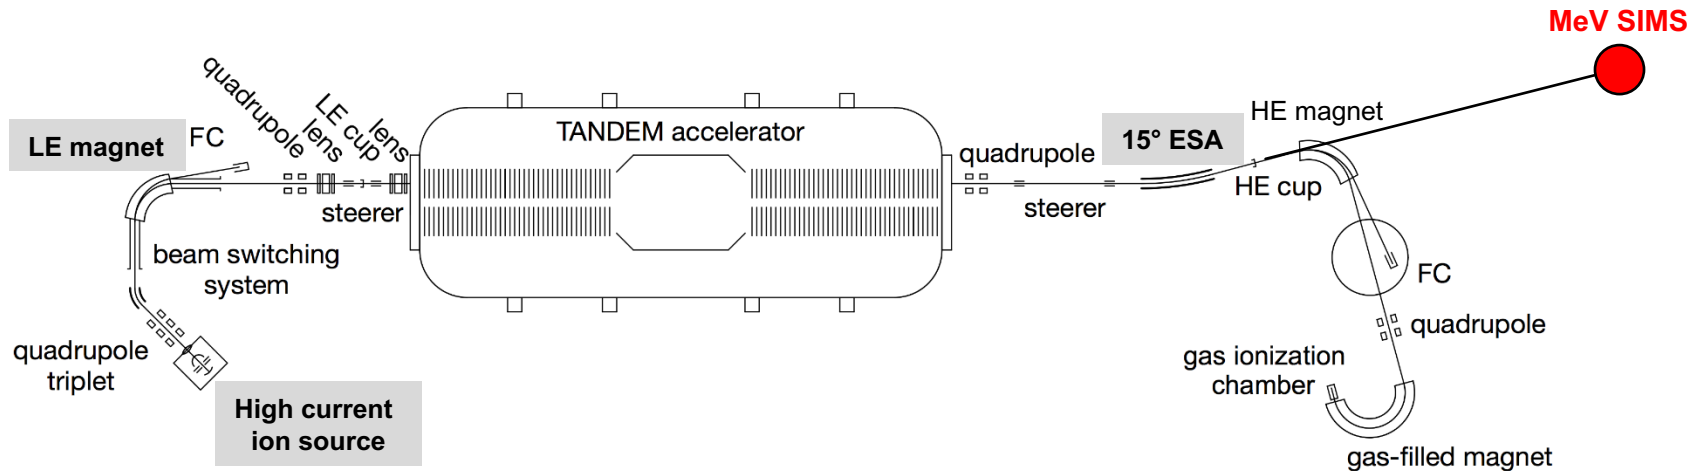 MeV SIMS
quadrupole
lens
LE cup
lens
LE magnet
FC
TANDEM accelerator
steerer
quadrupole
steerer
15° ESA
HE magnet
HE cup
beam switching
system
FC
quadrupole
quadrupole
triplet
High current
ion source
gas ionization
chamber
gas-filled magnet